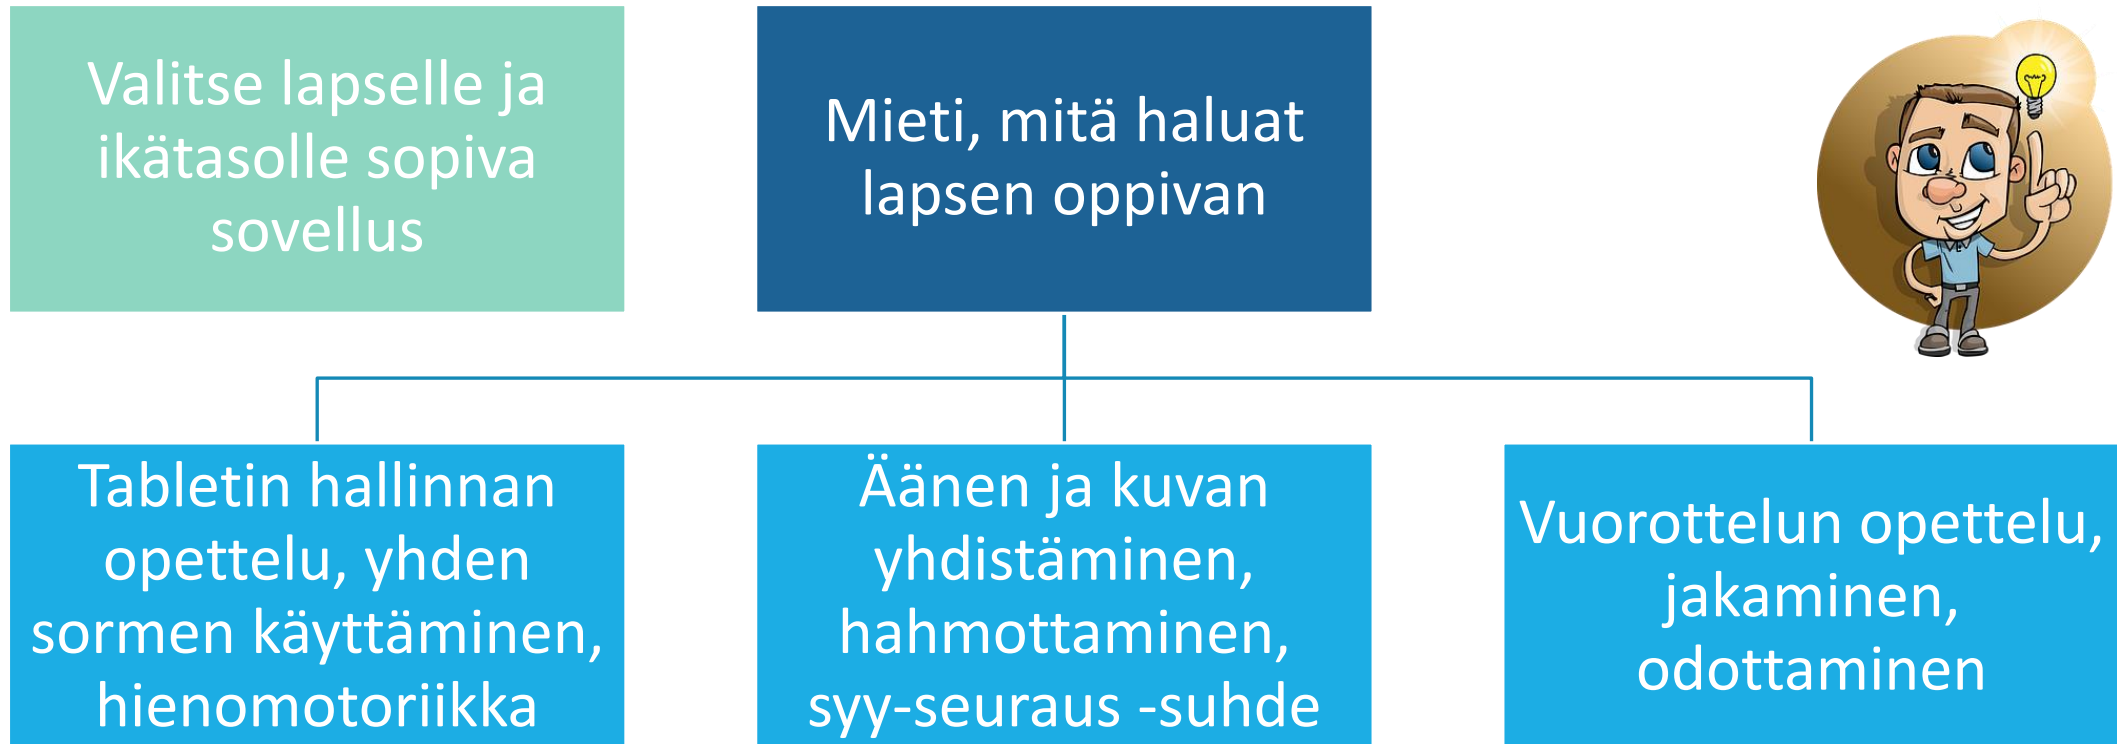 Valitse lapselle ja
ikätasolle sopiva
sovellus
Mieti, mitä haluat
lapsen oppivan
Tabletin hallinnan
opettelu, yhden
sormen käyttäminen,
hienomotoriikka
Äänen ja kuvan
yhdistäminen,
hahmottaminen,
syy-seuraus -suhde
Vuorottelun opettelu,
jakaminen,
odottaminen